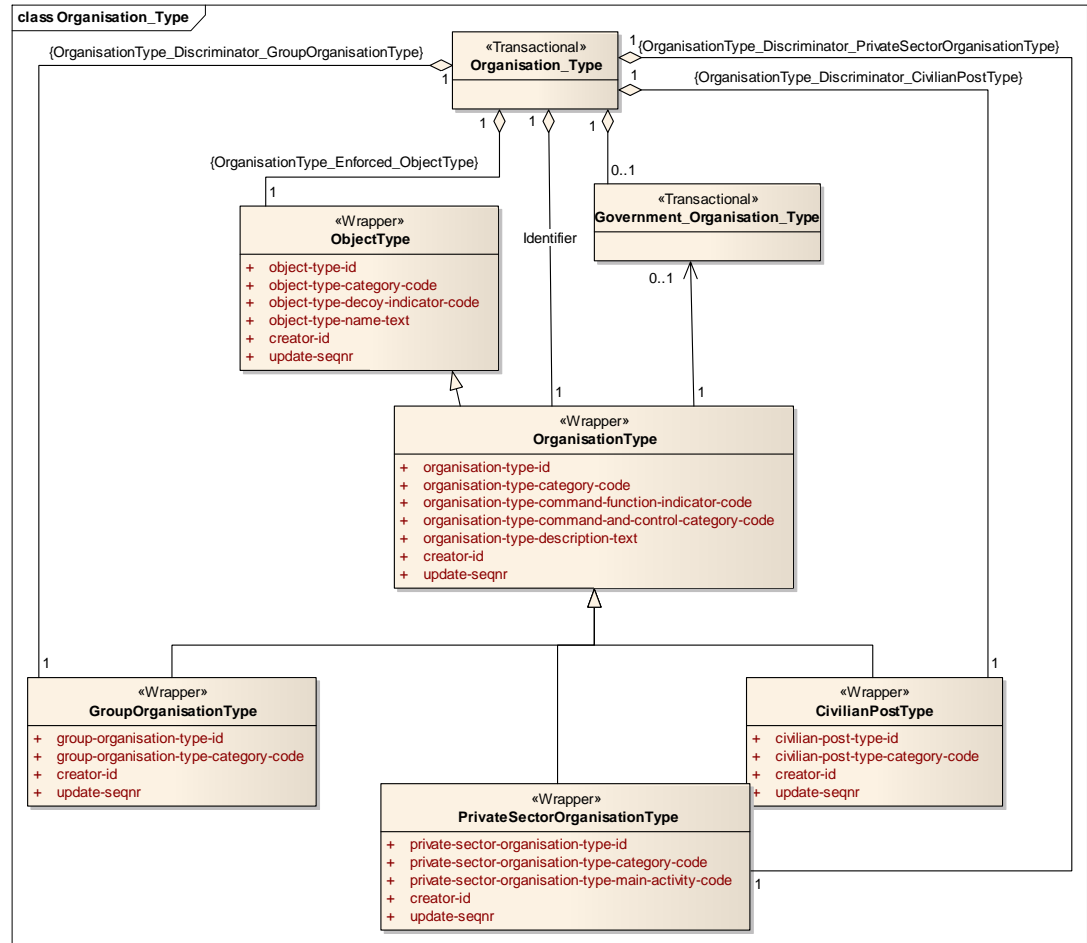 class Organisation_Type
{OrganisationType_Discriminator_GroupOrganisationType}
1
«Transactional»
Organisation_Type
1
{OrganisationType_Discriminator_PrivateSectorOrganisationType}
1
{OrganisationType_Discriminator_CivilianPostType}
1
1
1
{OrganisationType_Enforced_ObjectType}
1
0..1
«Wrapper»
ObjectType
+ object-type-id
+ object-type-category-code
+ object-type-decoy-indicator-code
+ object-type-name-text
+ creator-id
+ update-seqnr
Identifier
«Transactional»
Government_Organisation_Type
0..1
1
1
«Wrapper»
OrganisationType
+ organisation-type-id
+ organisation-type-category-code
+ organisation-type-command-function-indicator-code
+ organisation-type-command-and-control-category-code
+ organisation-type-description-text
+ creator-id
+ update-seqnr
1
1
«Wrapper»
GroupOrganisationType
+ group-organisation-type-id
+ group-organisation-type-category-code
+ creator-id
+ update-seqnr
«Wrapper»
CivilianPostType
+ civilian-post-type-id
+ civilian-post-type-category-code
+ creator-id
+ update-seqnr
«Wrapper»
PrivateSectorOrganisationType
+ private-sector-organisation-type-id
+ private-sector-organisation-type-category-code
+ private-sector-organisation-type-main-activity-code
+ creator-id
+ update-seqnr
1